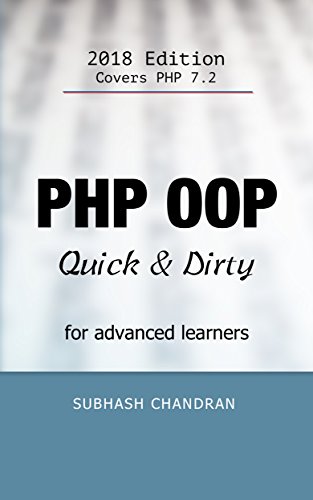 2018 Edition
Covers PHP 7.2
PHP OOP
Quick & Dirty
for advanced learners
SUBHASH CHANDRAN